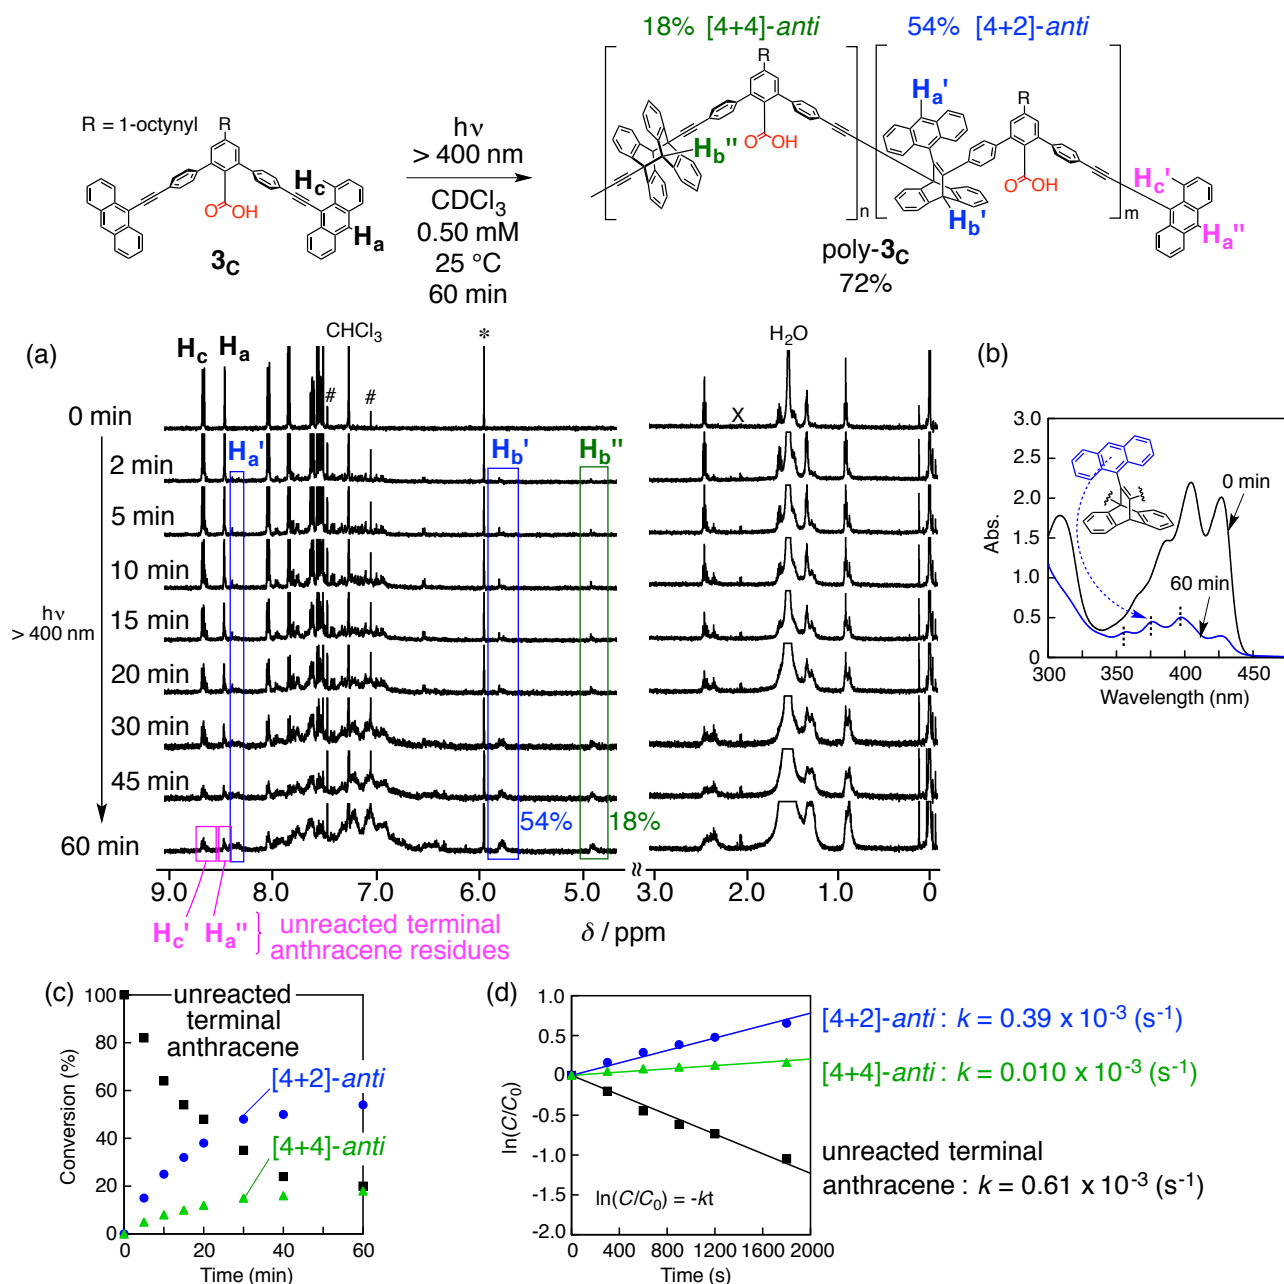 18% [4+4]-anti
54% [4+2]-anti
R = 1-octynyl
R
Hc
O
OH
Ha
3C
hν
> 400 nm
CDCl3
0.50 mM
25 °C
60 min
R
Hb''
O
OH
n
Ha'
R
Hb'
O
OH
m
Hc'
Ha''
poly-3C
72%
(a)
Hc
Ha
CHCl3
*
H2O
#
#
X
0 min
2 min
5 min
10 min
15 min
20 min
30 min
45 min
60 min
hν
> 400 nm
Ha'
Hb'
Hb''
54%
18%
9.0
8.0
7.0
6.0
5.0
≈
3.0
2.0
1.0
0
δ / ppm
Hc'
Ha''
unreacted terminal
anthracene residues
(b)
3.0
2.5
2.0
1.5
1.0
0.5
0
Abs.
0 min
60 min
300
350
400
450
Wavelength (nm)
(c)
100
80
60
40
20
0
Conversion (%)
unreacted
terminal
anthracene
[4+2]-anti
[4+4]-anti
0
20
40
60
Time (min)
(d)
1.0
0.5
0
-0.5
-1.0
-1.5
-2.0
ln(C/C0)
ln(C/C0) = -kt
0
400
800
1200
1600
2000
Time (s)
[4+2]-anti : k = 0.39 x 10-3 (s-1)
[4+4]-anti : k = 0.010 x 10-3 (s-1)
unreacted terminal
anthracene : k = 0.61 x 10-3 (s-1)